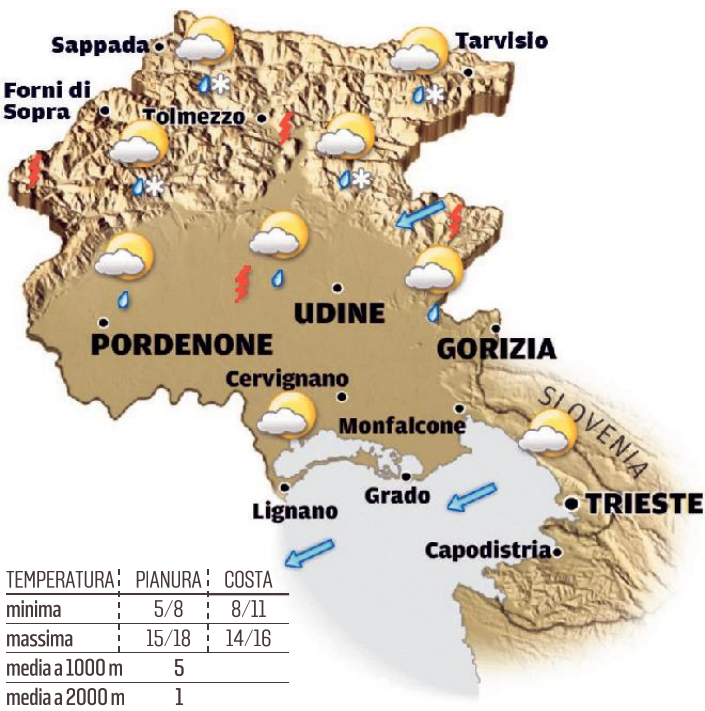 Sappada
Tarvisio
Forni di
Sopra
Tolmezzo
UDINE
PORDENONE
GORIZIA
Cervignano
SLOVENIA
Monfalcone
Grado
Lignano
TRIESTE
Capodistria
TEMPERATURA PIANURA COSTA
minima 5/8 8/11
massima 15/18 14/16
media a 1000 m 5
media a 2000 m 1